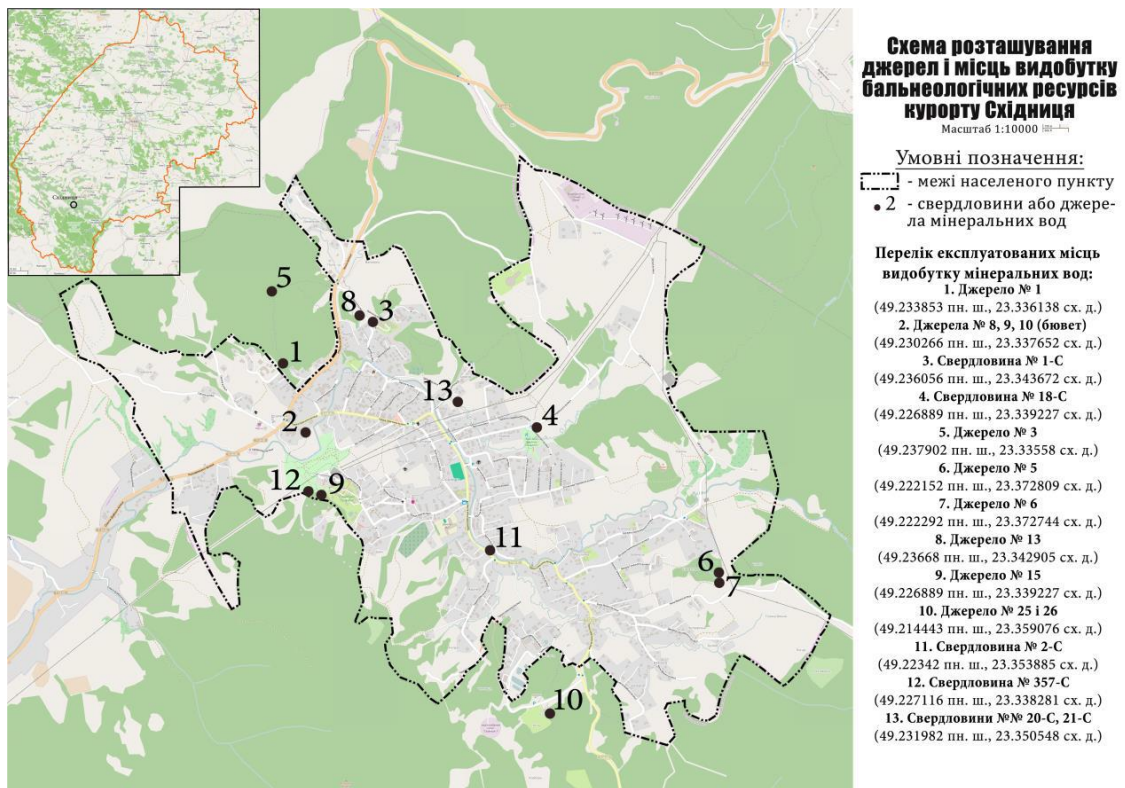 Східниця
5
8
3
1
13
2
4
12
9
11
6
7
10
Схема розташування
джерел і місць видобутку
бальнеологічних ресурсів
курорту Східниця
Масштаб 1:10000
Умовні позначення:
- межі населеного пункту
2 - свердловини або джере-
ла мінеральних вод
Перелік експлуатованих місць
видобутку мінеральних вод:
1. Джерело № 1
(49.233853 пн. ш., 23.336138 сх. д.)
2. Джерела № 8, 9, 10 (бювет)
(49.230266 пн. ш., 23.337652 сх. д.)
3. Свердловина № 1-С
(49.236056 пн. ш., 23.343672 сх. д.)
4. Свердловина № 18-С
(49.226889 пн. ш., 23.339227 сх. д.)
5. Джерело № 3
(49.237902 пн. ш., 23.33558 сх. д.)
6. Джерело № 5
(49.222152 пн. ш., 23.372809 сх. д.)
7. Джерело № 6
(49.222292 пн. ш., 23.372744 сх. д.)
8. Джерело № 13
(49.23668 пн. ш., 23.342905 сх. д.)
9. Джерело № 15
(49.226889 пн. ш., 23.339227 сх. д.)
10. Джерело № 25 і 26
(49.214443 пн. ш., 23.359076 сх. д.)
11. Свердловина № 2-С
(49.22342 пн. ш., 23.353885 сх. д.)
12. Свердловина № 357-С
(49.227116 пн. ш., 23.338281 сх. д.)
13. Свердловини №№ 20-С, 21-С
(49.231982 пн. ш., 23.350548 сх. д.)